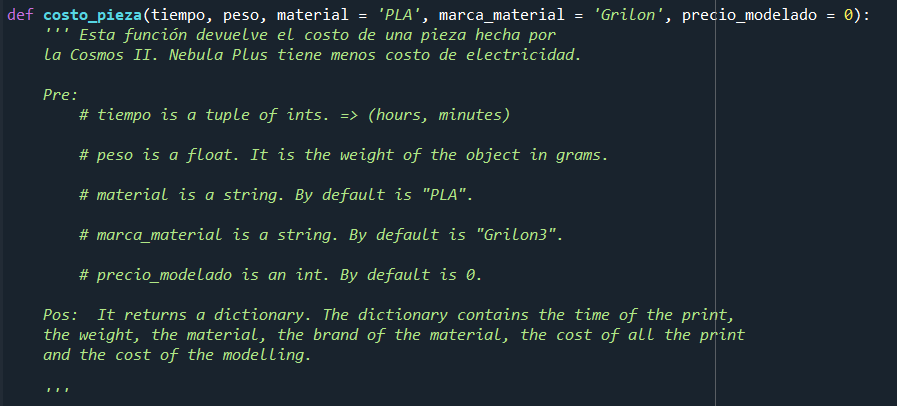 def costo_pieza(tiempo, peso, material = 'PLA', marca_material = 'Grilon', precio_modelado = 0):
''' Esta función devuelve el costo de una pieza hecha por
la Cosmos II. Nebula Plus tiene menos costo de electricidad.
Pre:
# tiempo is a tuple of ints. => (hours, minutes)
# peso is a float. It is the weight of the object in grams.
# material is a string. By default is "PLA".
# marca_material is a string. By default is "Grilon3".
# precio_modelado is an int. By default is 0.
Pos:  It returns a dictionary. The dictionary contains the time of the print,
the weight, the material, the brand of the material, the cost of all the print
and the cost of the modelling.
'''